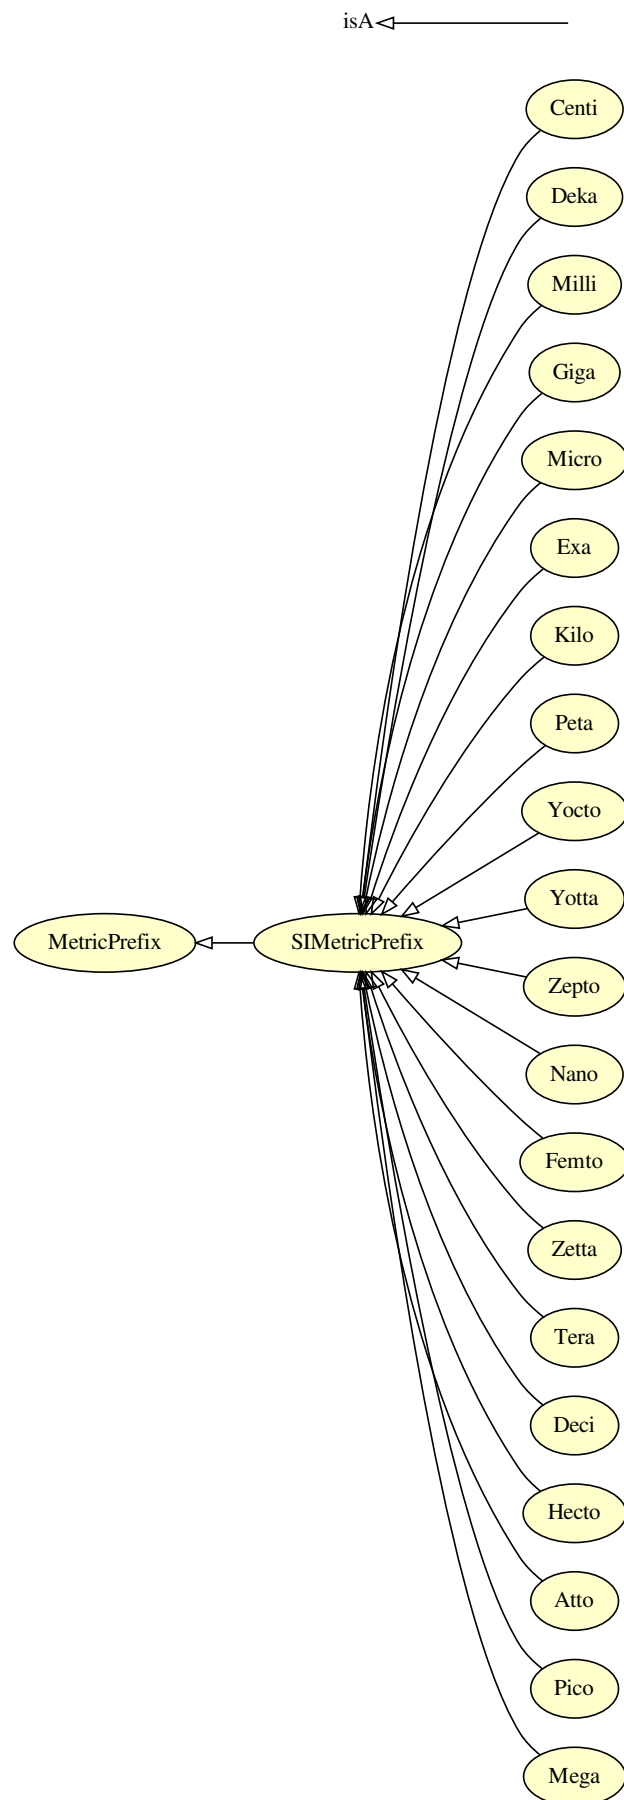 isA
Centi
Deka
Milli
Giga
Micro
Exa
Kilo
Peta
Yocto
Yotta
MetricPrefix
SIMetricPrefix
Zepto
Nano
Femto
Zetta
Tera
Deci
Hecto
Atto
Pico
Mega